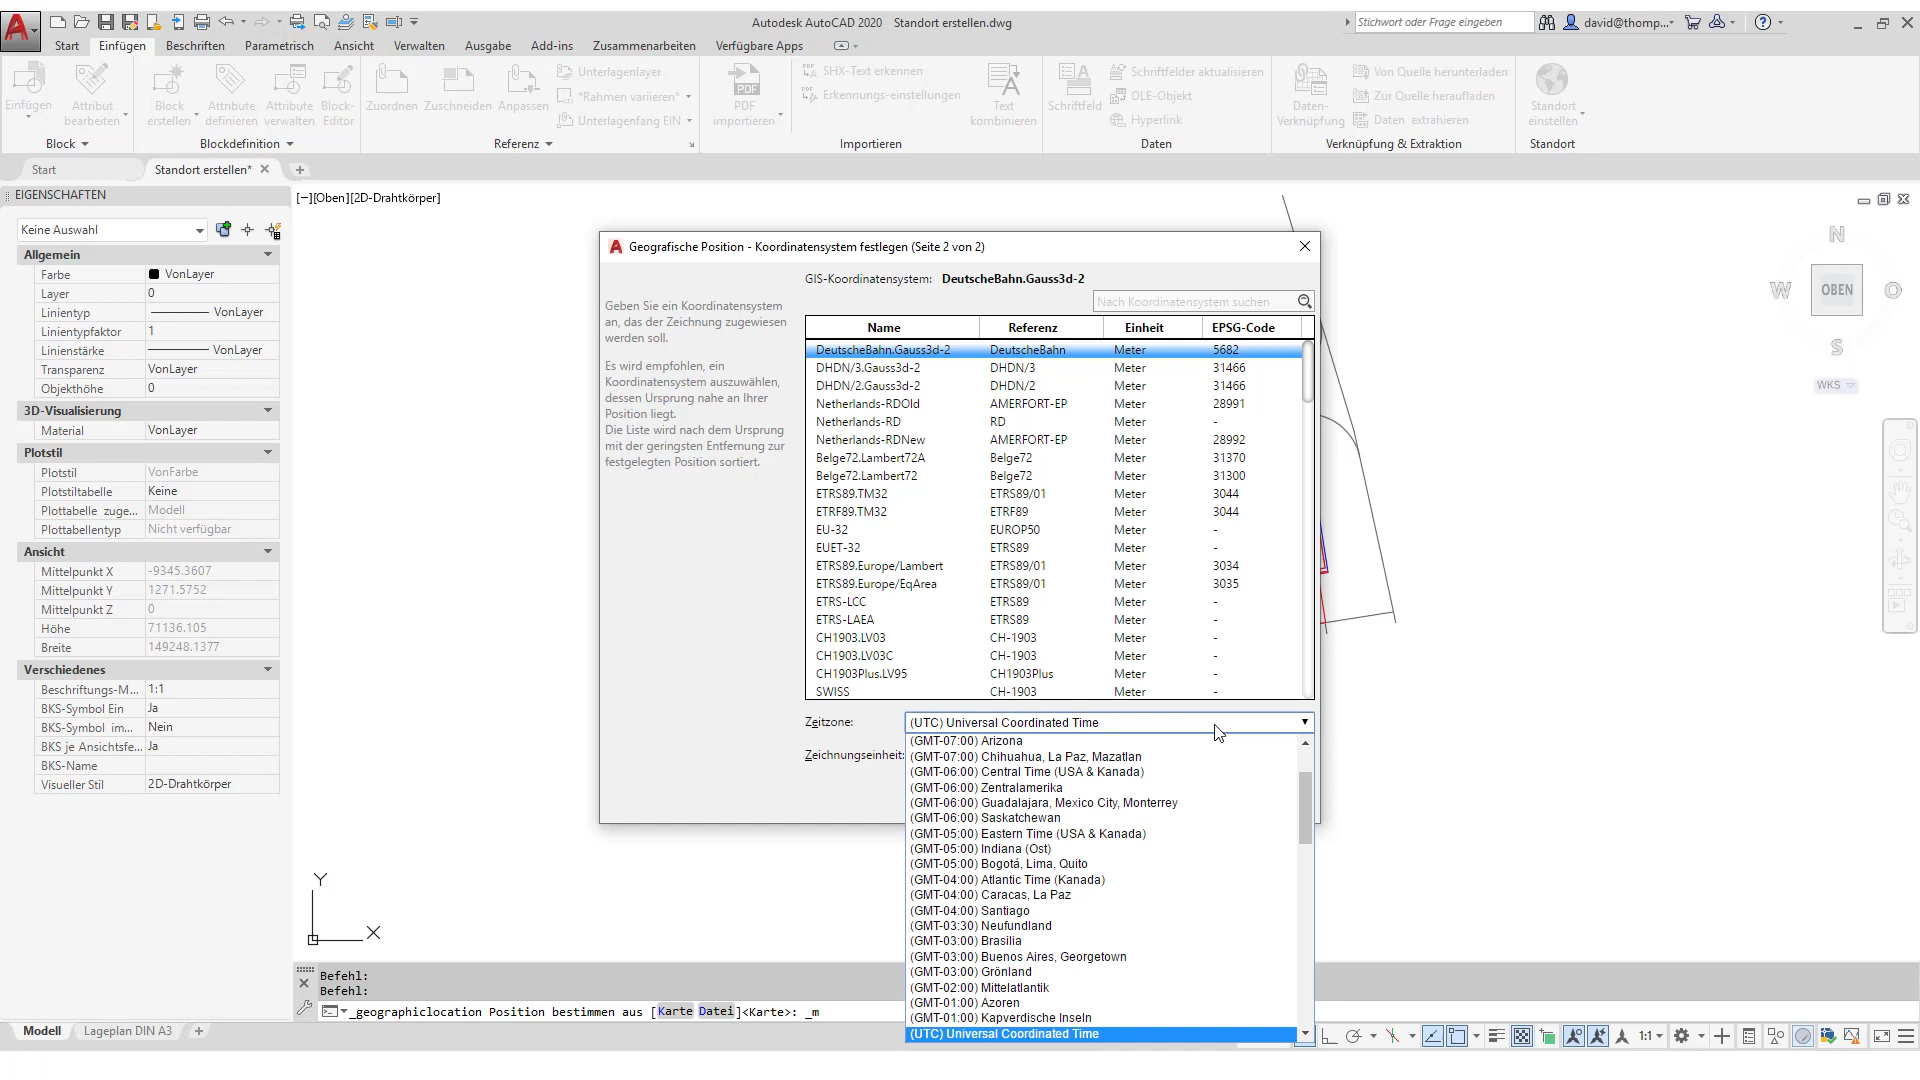 Autodesk AutoCAD 2020 Standort erstellen.dwg
Stichwort oder Frage eingeben
david@thomp...
Start Einfügen Beschriften Parametrisch Ansicht Verwalten Ausgabe Add-ins Zusammenarbeiten Verfügbare Apps
Einfügen
Attribut bearbeiten
Block erstellen
Attribute definieren
Attribute verwalten
Block-Editor
Zuordnen
Zuschneiden
Anpassen
Unterlagenlayer
*Rahmen variieren*
Unterlagenfang EIN
PDF importieren
SHX-Text erkennen
Erkennungs-einstellungen
Text kombinieren
Schriftfeld
Schriftfelder aktualisieren
OLE-Objekt
Hyperlink
Daten-Verknüpfung
Von Quelle herunterladen
Zur Quelle heraufladen
Daten extrahieren
Standort einstellen
Block Blockdefinition Referenz Importieren Daten Verknüpfung & Extraktion Standort
Start Standort erstellen*
EIGENSCHAFTEN
[−][Oben][2D-Drahtkörper]
Keine Auswahl
Allgemein
Farbe VonLayer
Layer 0
Linientyp VonLayer
Linientypfaktor 1
Linienstärke VonLayer
Transparenz VonLayer
Objekthöhe 0
3D-Visualisierung
Material VonLayer
Plotstil
Plotstil VonFarbe
Plotstiltabelle Keine
Plottabelle zuge... Modell
Plottabellentyp Nicht verfügbar
Ansicht
Mittelpunkt X -9345.3607
Mittelpunkt Y 1271.5752
Mittelpunkt Z 0
Höhe 71136.105
Breite 149248.1377
Verschiedenes
Beschriftungs-M... 1:1
BKS-Symbol Ein Ja
BKS-Symbol im... Nein
BKS je Ansichtsfe... Ja
BKS-Name
Visueller Stil 2D-Drahtkörper
Geografische Position - Koordinatensystem festlegen (Seite 2 von 2)
GIS-Koordinatensystem: DeutscheBahn.Gauss3d-2
Nach Koordinatensystem suchen
Geben Sie ein Koordinatensystem
an, das der Zeichnung zugewiesen
werden soll.
Es wird empfohlen, ein
Koordinatensystem auszuwählen,
dessen Ursprung nahe an Ihrer
Position liegt.
Die Liste wird nach dem Ursprung
mit der geringsten Entfernung zur
festgelegten Position sortiert.
Name Referenz Einheit EPSG-Code
DeutscheBahn.Gauss3d-2 DeutscheBahn Meter 5682
DHDN/3.Gauss3d-2 DHDN/3 Meter 31466
DHDN/2.Gauss3d-2 DHDN/2 Meter 31466
Netherlands-RDOld AMERFORT-EP Meter 28991
Netherlands-RD RD Meter -
Netherlands-RDNew AMERFORT-EP Meter 28992
Belge72.Lambert72A Belge72 Meter 31370
Belge72.Lambert72 Belge72 Meter 31300
ETRS89.TM32 ETRS89/01 Meter 3044
ETRF89.TM32 ETRF89 Meter 3044
EU-32 EUROP50 Meter -
EUET-32 ETRS89 Meter -
ETRS89.Europe/Lambert ETRS89/01 Meter 3034
ETRS89.Europe/EqArea ETRS89/01 Meter 3035
ETRS-LCC ETRS89 Meter -
ETRS-LAEA ETRS89 Meter -
CH1903.LV03 CH-1903 Meter -
CH1903.LV03C CH-1903 Meter -
CH1903Plus.LV95 CH1903Plus Meter -
SWISS CH-1903 Meter -
Zeitzone: (UTC) Universal Coordinated Time
Zeichnungseinheit:
(GMT-07:00) Arizona
(GMT-07:00) Chihuahua, La Paz, Mazatlan
(GMT-06:00) Central Time (USA & Kanada)
(GMT-06:00) Zentralamerika
(GMT-06:00) Guadalajara, Mexico City, Monterrey
(GMT-06:00) Saskatchewan
(GMT-05:00) Eastern Time (USA & Kanada)
(GMT-05:00) Indiana (Ost)
(GMT-05:00) Bogotá, Lima, Quito
(GMT-04:00) Atlantic Time (Kanada)
(GMT-04:00) Caracas, La Paz
(GMT-04:00) Santiago
(GMT-03:30) Neufundland
(GMT-03:00) Brasilia
(GMT-03:00) Buenos Aires, Georgetown
(GMT-03:00) Grönland
(GMT-02:00) Mittelatlantik
(GMT-01:00) Azoren
(GMT-01:00) Kapverdische Inseln
(UTC) Universal Coordinated Time
N
W OBEN O
S
WKS
Y
X
Befehl:
Befehl:
_geographiclocation Position bestimmen aus [Karte Datei]<Karte>: _m
Modell Lageplan DIN A3
1:1